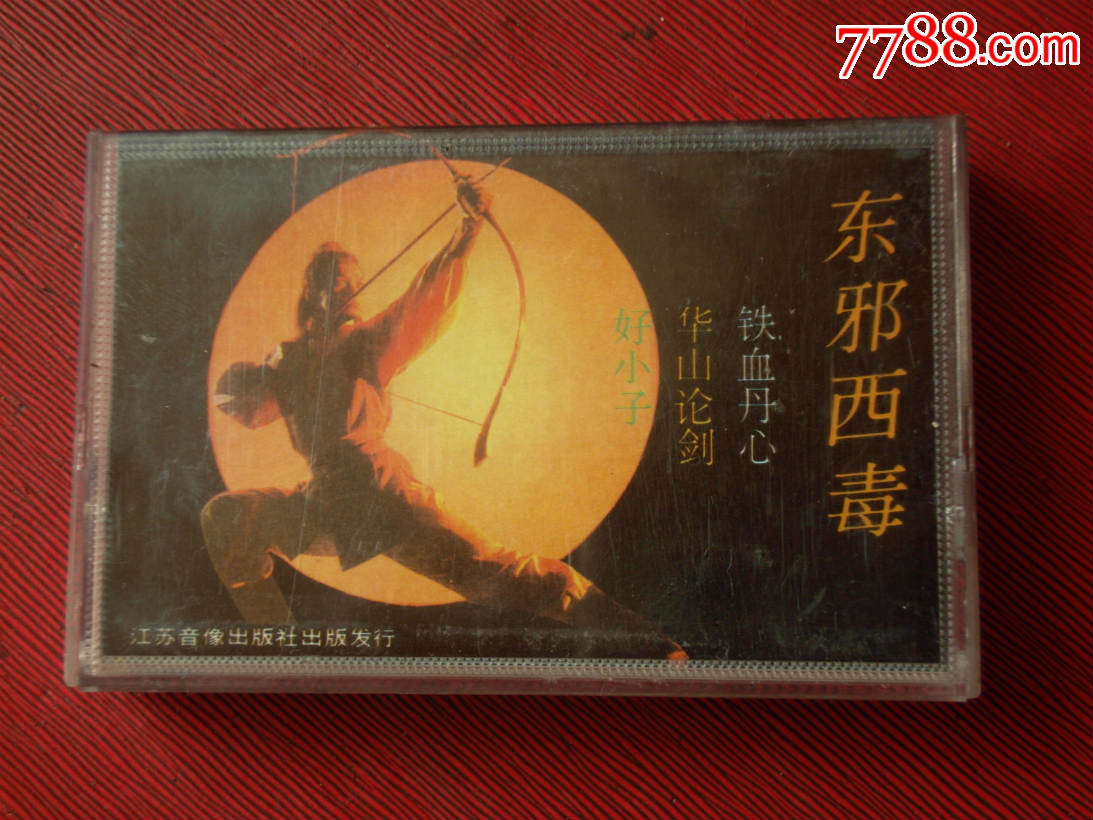 7788.com
东邪西毒
铁血丹心
华山论剑
好小子
江苏音像出版社出版发行